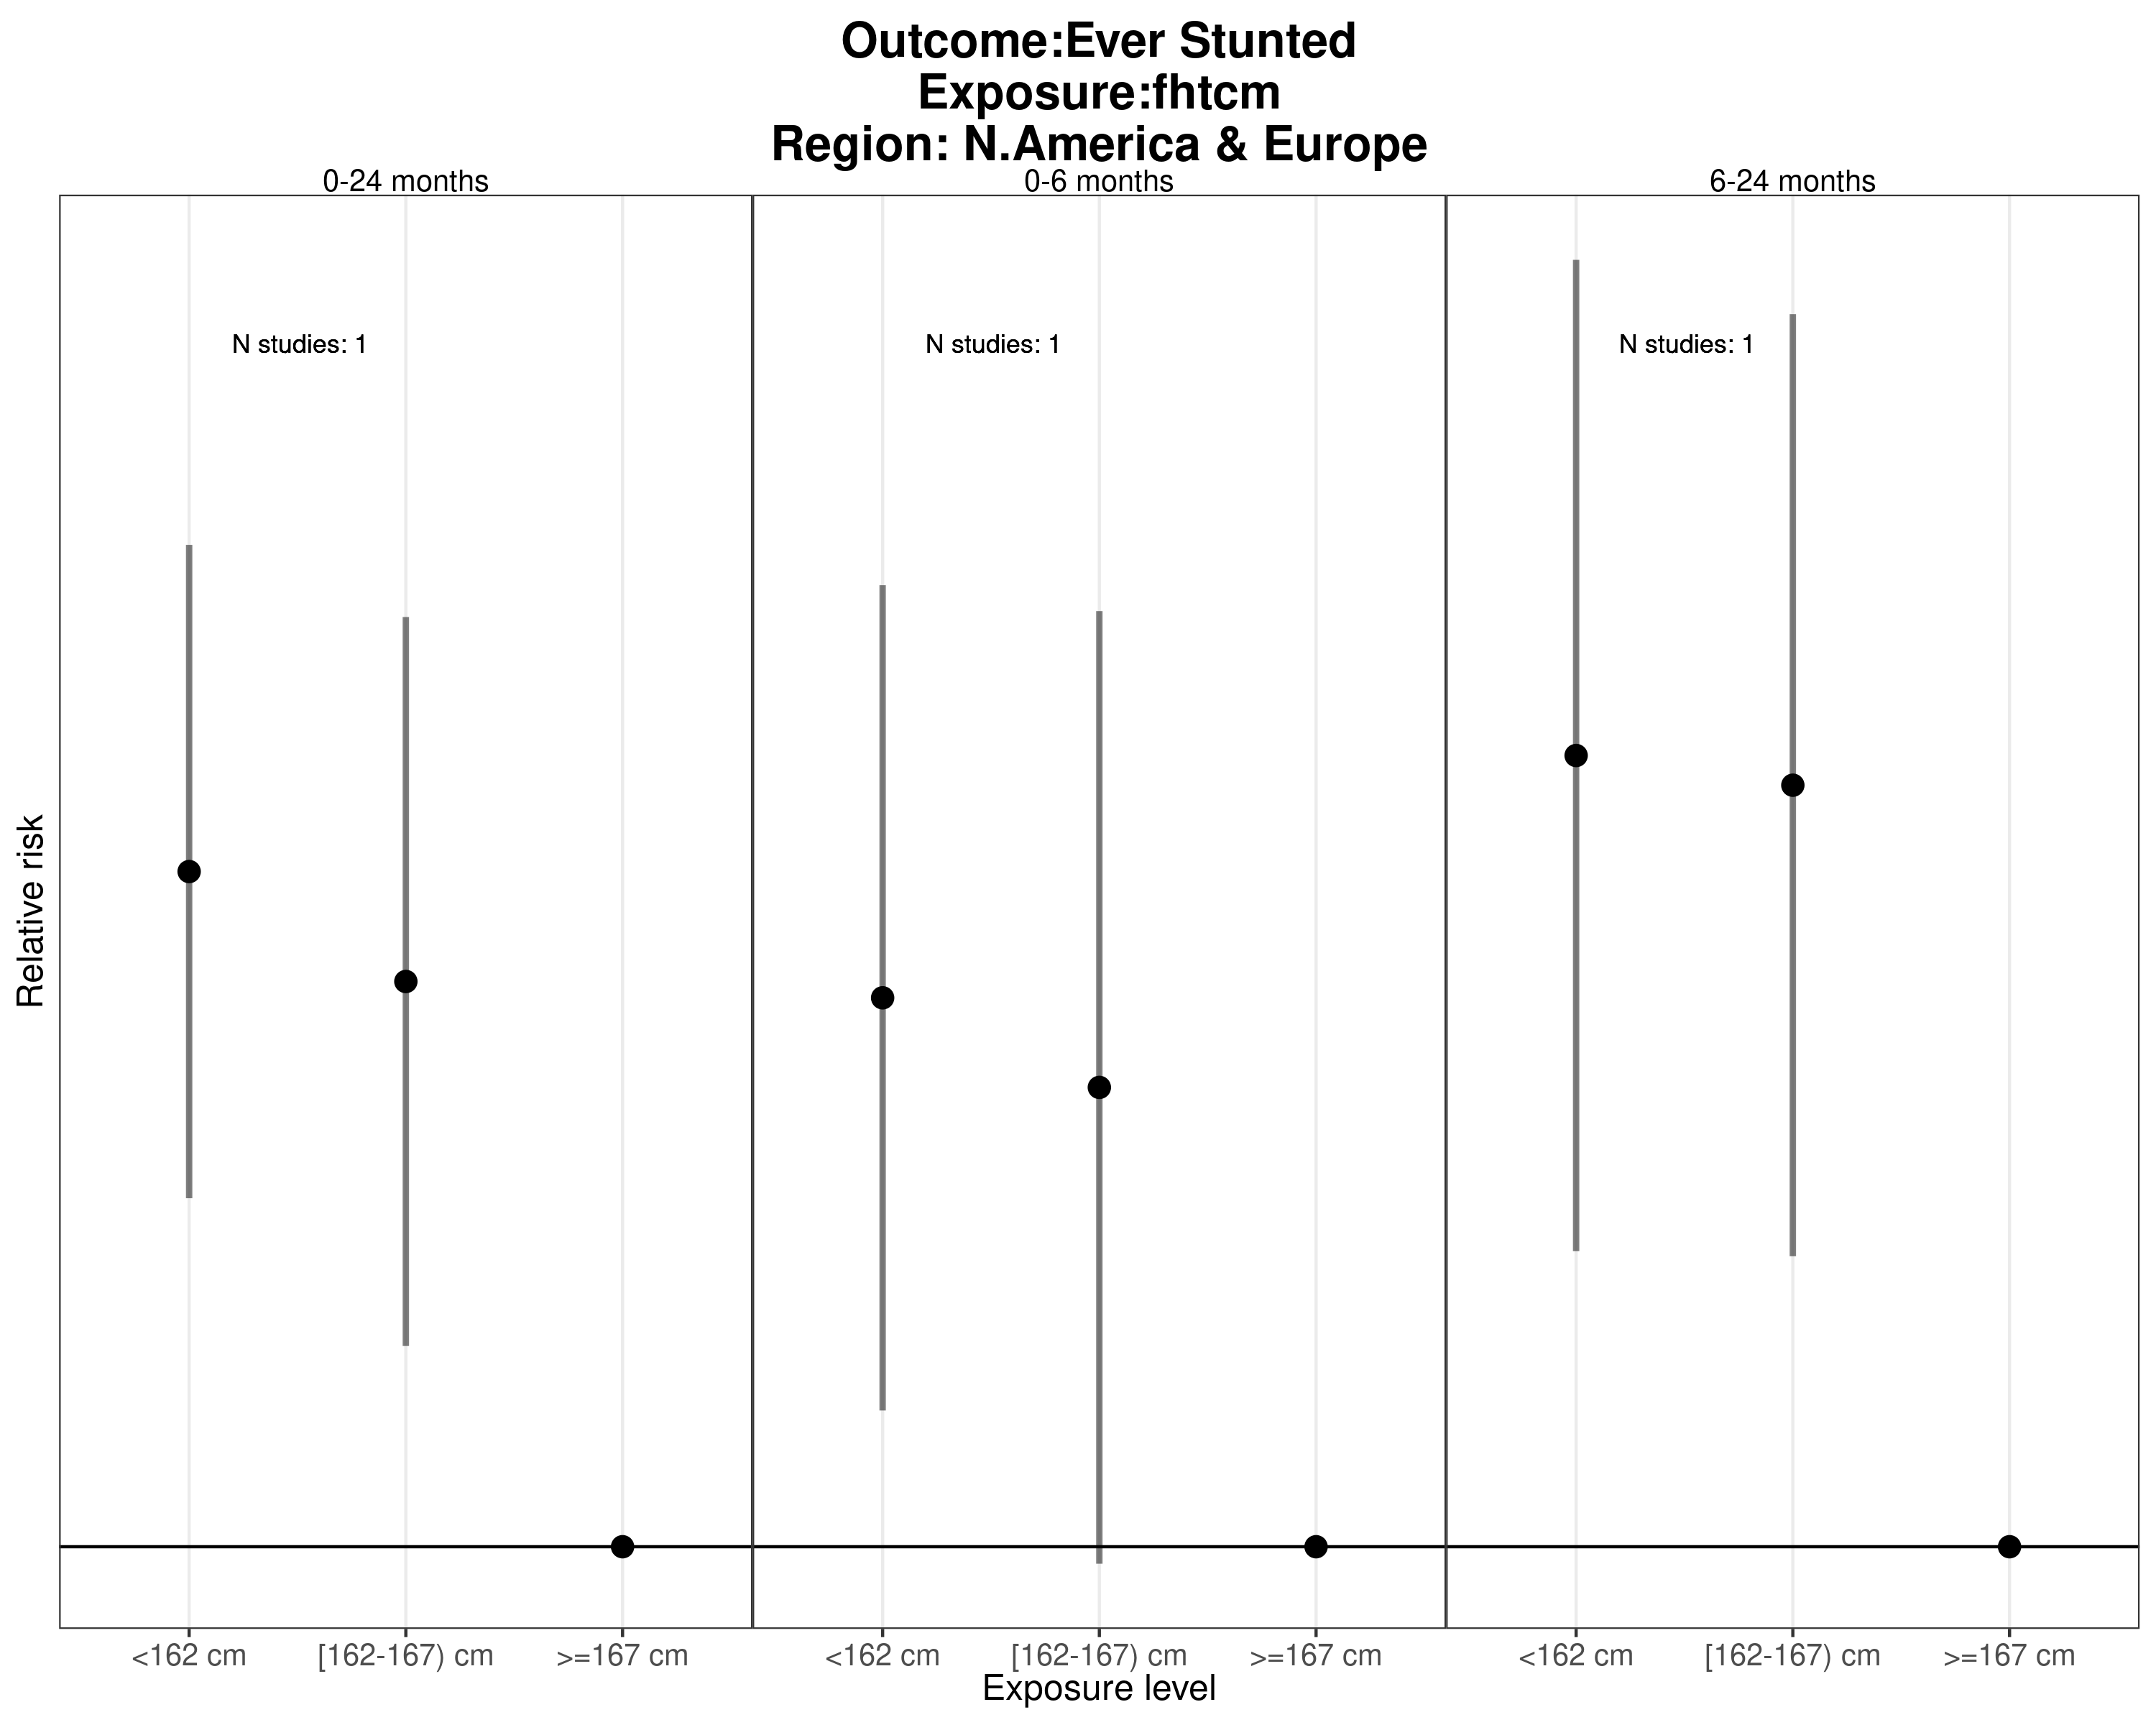 Outcome:Ever Stunted
Exposure:fhtcm
Region: N.America & Europe
0-24 months
0-6 months
6-24 months
N studies: 1
N studies: 1
N studies: 1
Relative risk
<162 cm
[162-167) cm
>=167 cm
<162 cm
[162-167) cm
>=167 cm
<162 cm
[162-167) cm
>=167 cm
Exposure level